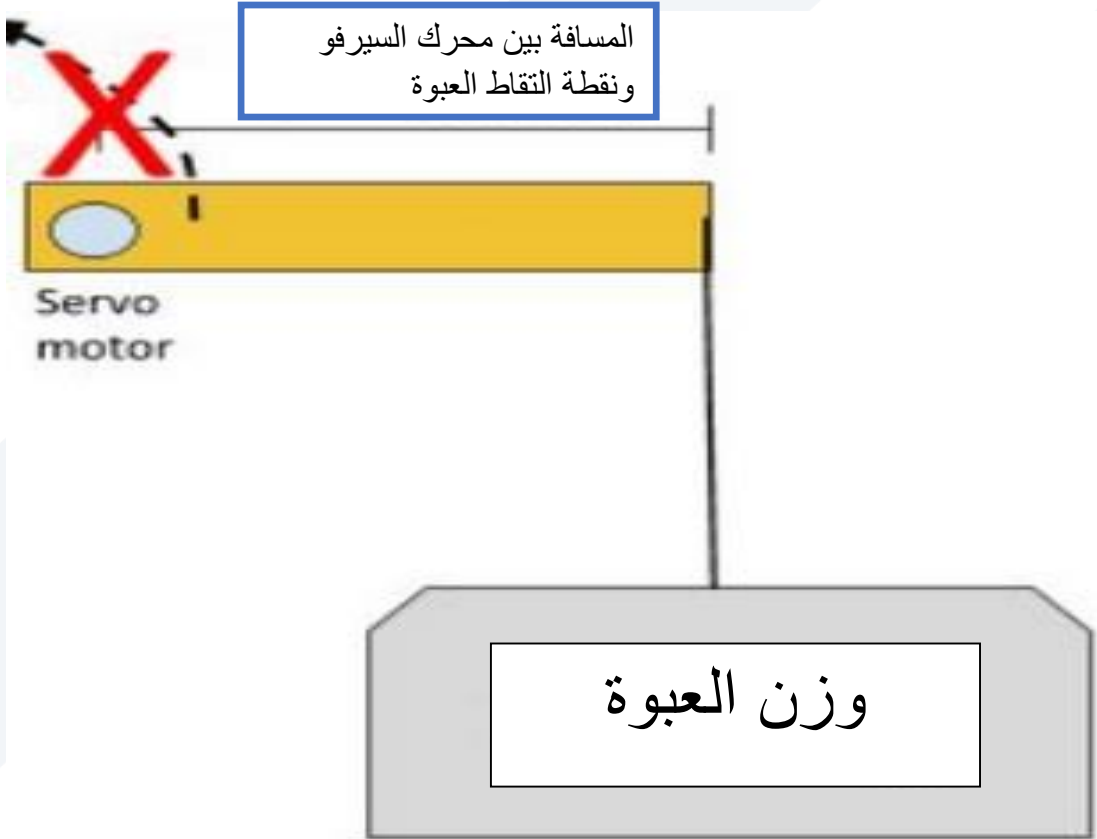 المسافة بين محرك السيرفو
ونقطة التقاط العبوة
Servo
motor
وزن العبوة